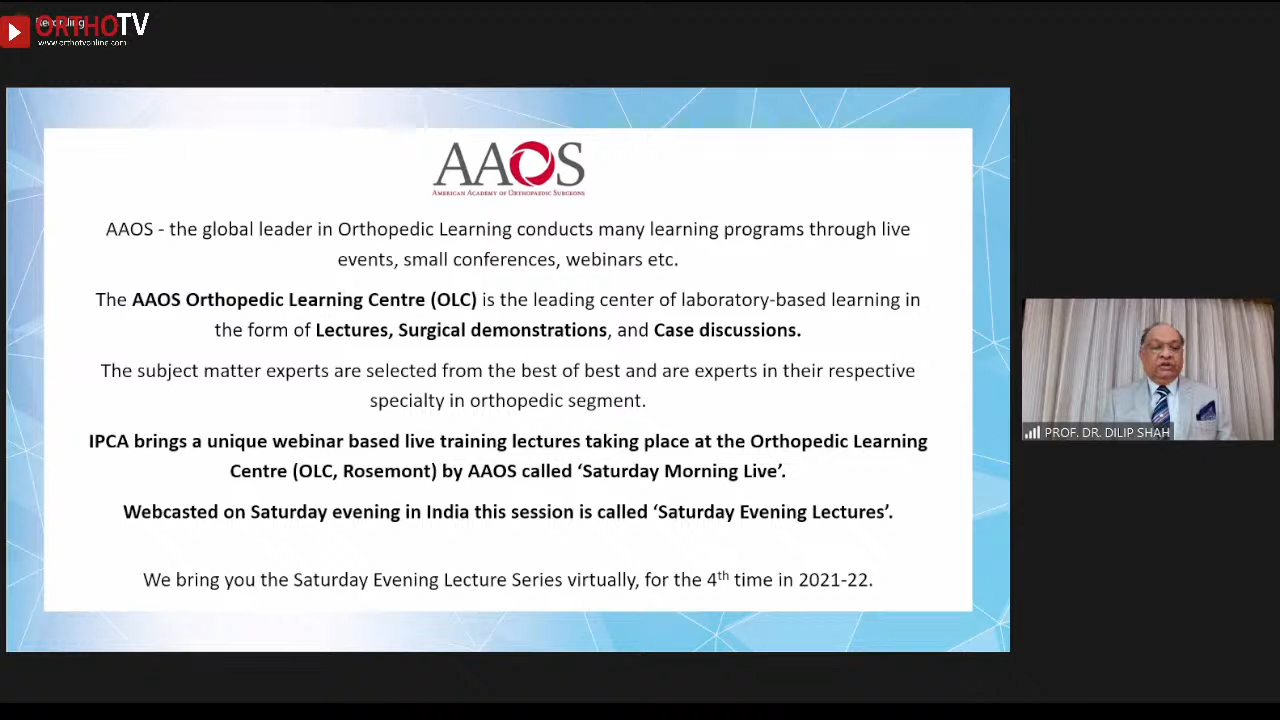 Recording
ORTHOTV
www.orthotvonline.com
AAOS
AMERICAN ACADEMY OF ORTHOPAEDIC SURGEONS
AAOS - the global leader in Orthopedic Learning conducts many learning programs through live
events, small conferences, webinars etc.
The AAOS Orthopedic Learning Centre (OLC) is the leading center of laboratory-based learning in
the form of Lectures, Surgical demonstrations, and Case discussions.
The subject matter experts are selected from the best of best and are experts in their respective
specialty in orthopedic segment.
IPCA brings a unique webinar based live training lectures taking place at the Orthopedic Learning
Centre (OLC, Rosemont) by AAOS called ‘Saturday Morning Live’.
Webcasted on Saturday evening in India this session is called ‘Saturday Evening Lectures’.
We bring you the Saturday Evening Lecture Series virtually, for the 4th time in 2021-22.
PROF. DR. DILIP SHAH